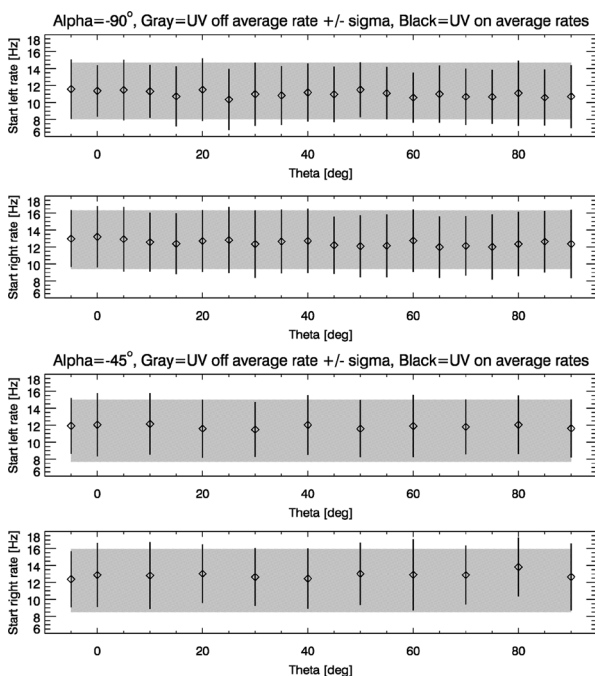 Alpha=-90°, Gray=UV off average rate +/- sigma, Black=UV on average rates
Start left rate [Hz]
18
16
14
12
10
8
6
0 20 40 60 80
Theta [deg]
Start right rate [Hz]
18
16
14
12
10
8
6
0 20 40 60 80
Theta [deg]
Alpha=-45°, Gray=UV off average rate +/- sigma, Black=UV on average rates
Start left rate [Hz]
18
16
14
12
10
8
6
0 20 40 60 80
Theta [deg]
Start right rate [Hz]
18
16
14
12
10
8
6
0 20 40 60 80
Theta [deg]